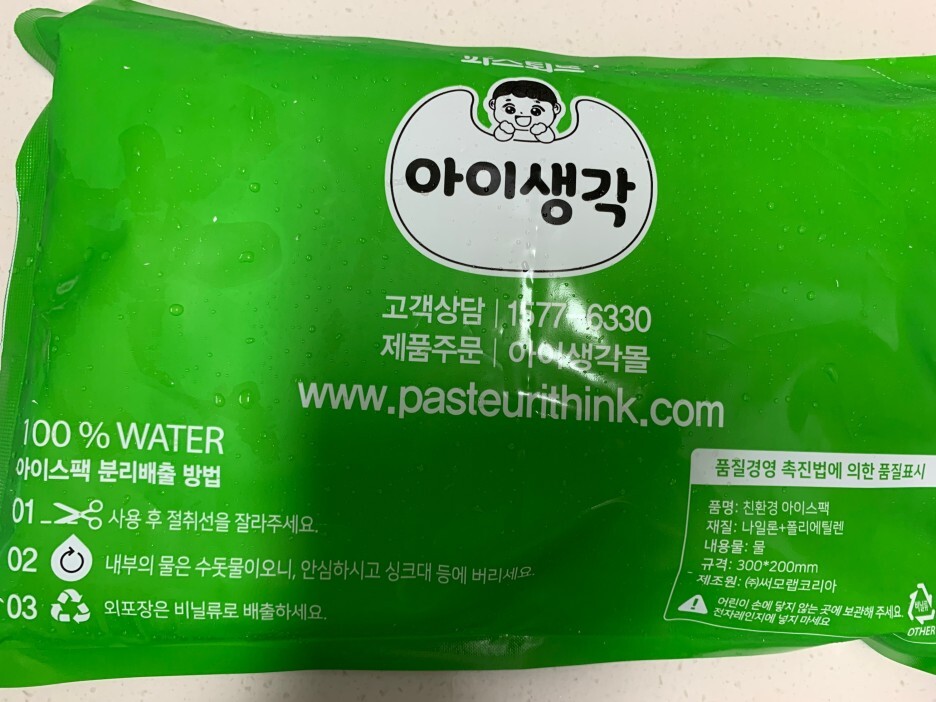 파스퇴르
아이생각
고객상담 | 1577 6330
제품주문 | 아이생각몰
www.pasteurithink.com
100 % WATER
아이스팩 분리배출 방법
01 사용 후 절취선을 잘라주세요.
02 내부의 물은 수돗물이오니, 안심하시고 싱크대 등에 버리세요.
03 외포장은 비닐류로 배출하세요.
품질경영 촉진법에 의한 품질표시
품명: 친환경 아이스팩
재질: 나일론+폴리에틸렌
내용물: 물
규격: 300*200mm
제조원: ㈜써모랩코리아
어린이 손에 닿지 않는 곳에 보관해 주세요.
전자레인지에 넣지 마세요
비닐류
OTHER